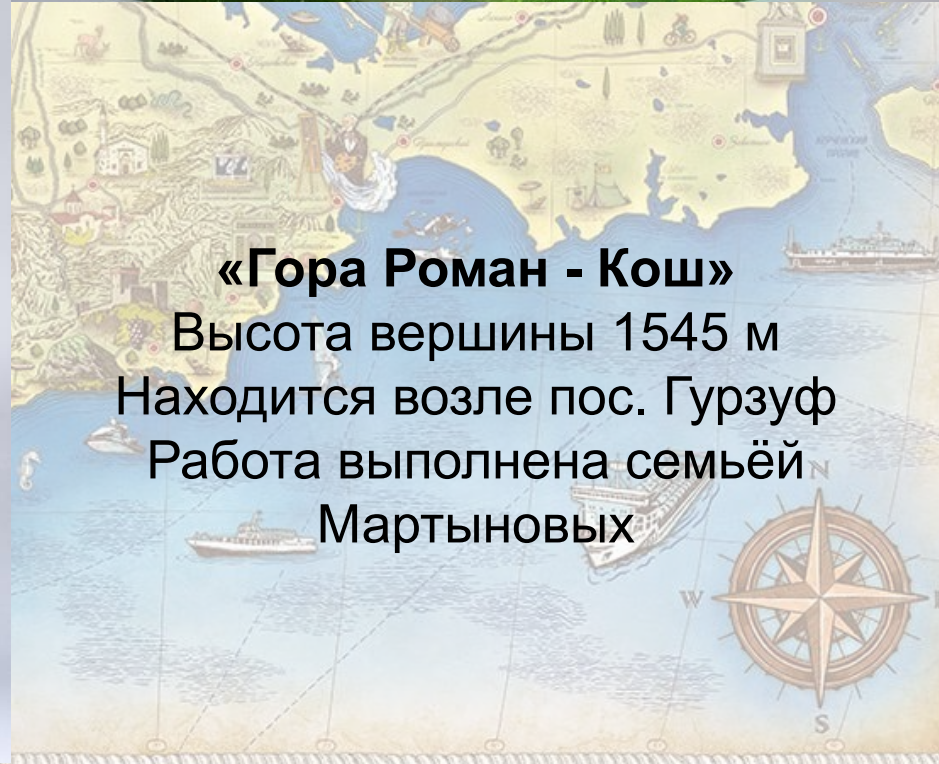 «Гора Роман - Кош»
Высота вершины 1545 м
Находится возле пос. Гурзуф
Работа выполнена семьёй
Мартыновых
N
W
S